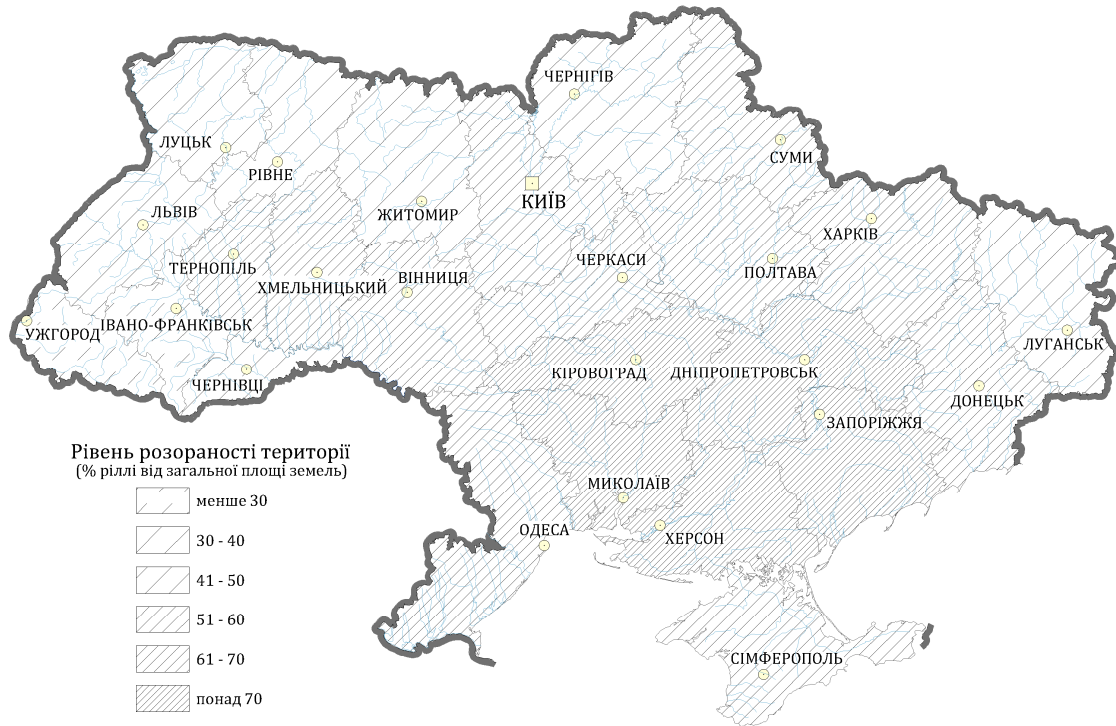 ЧЕРНІГІВ
ЛУЦЬК
РІВНЕ
СУМИ
КИЇВ
ЛЬВІВ
ЖИТОМИР
ХАРКІВ
ТЕРНОПІЛЬ
ХМЕЛЬНИЦЬКИЙ
ВІННИЦЯ
ЧЕРКАСИ
ПОЛТАВА
УЖГОРОД
ІВАНО-ФРАНКІВСЬК
ЛУГАНСЬК
ЧЕРНІВЦІ
КІРОВОГРАД
ДНІПРОПЕТРОВСЬК
ДОНЕЦЬК
ЗАПОРІЖЖЯ
МИКОЛАЇВ
ОДЕСА
ХЕРСОН
СІМФЕРОПОЛЬ
Рівень розораності території
(% ріллі від загальної площі земель)
менше 30
30 - 40
41 - 50
51 - 60
61 - 70
понад 70